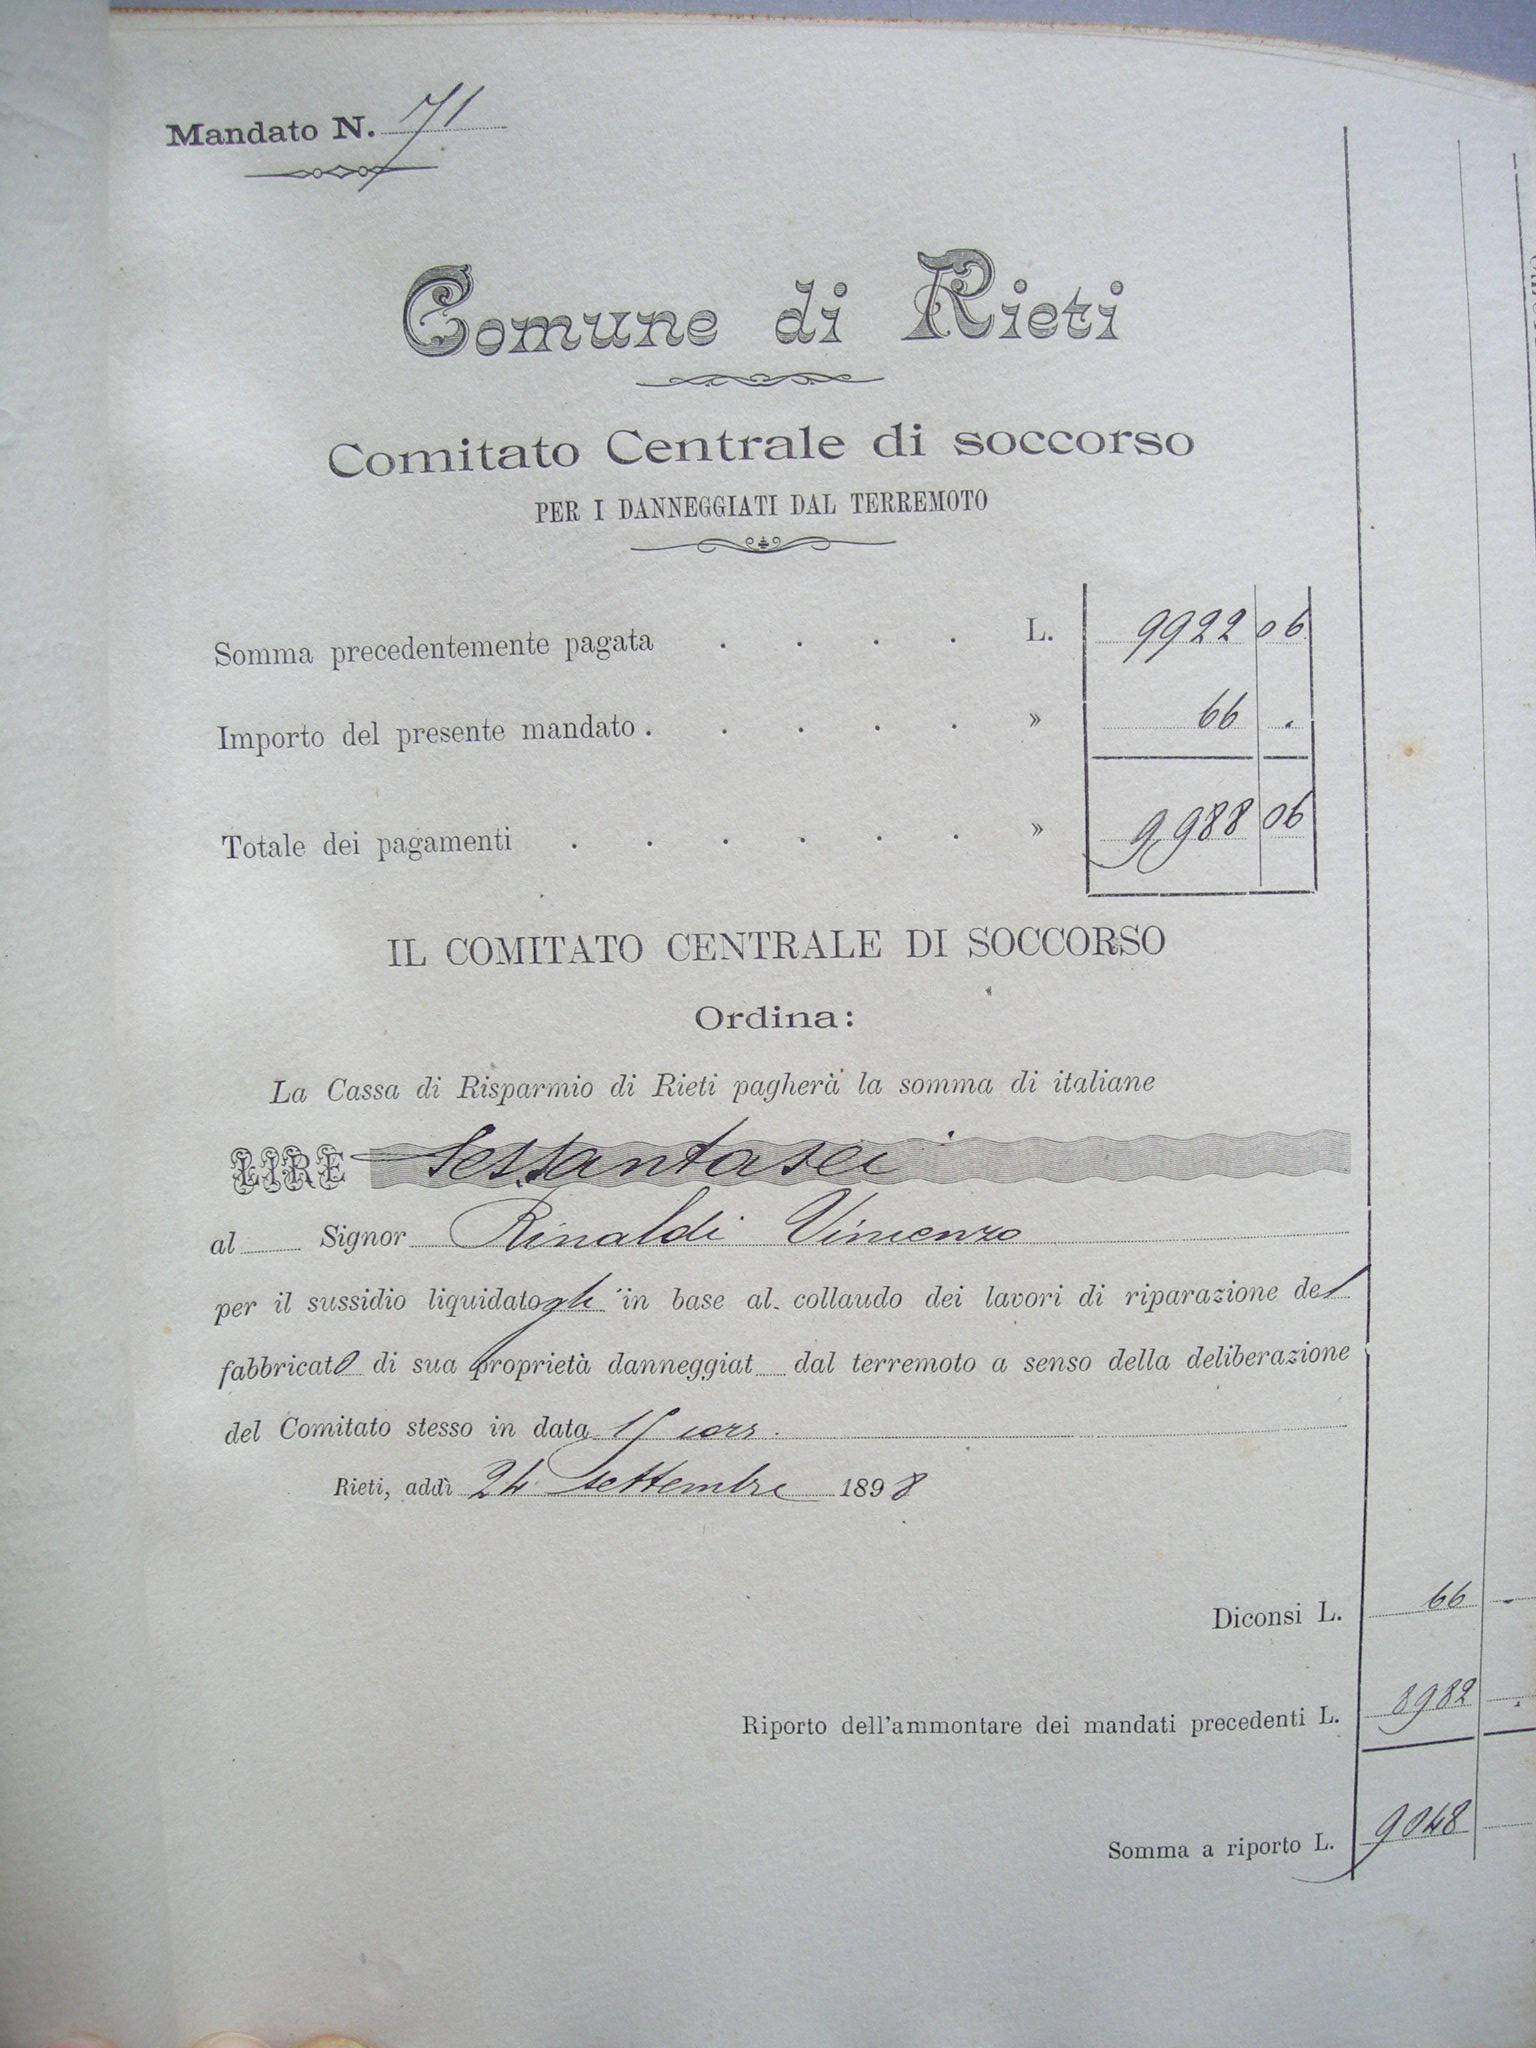 Mandato N. 71
Comune di Rieti
Comitato Centrale di soccorso
PER I DANNEGGIATI DAL TERREMOTO
Somma precedentemente pagata . . . . L. 9922 06
Importo del presente mandato . . . . . » 66 .
Totale dei pagamenti . . . . . . » 9988 06
IL COMITATO CENTRALE DI SOCCORSO
Ordina:
La Cassa di Risparmio di Rieti pagherà la somma di italiane
LIRE Sessantasei
al Signor Rinaldi Vincenzo
per il sussidio liquidatogli in base al collaudo dei lavori di riparazione del
fabbricato di sua proprietà danneggiat dal terremoto a senso della deliberazione
del Comitato stesso in data corr.
Rieti, addì 24 settembre 1898
Diconsi L. 66 .
Riporto dell'ammontare dei mandati precedenti L. 8982 .
Somma a riporto L. 9048